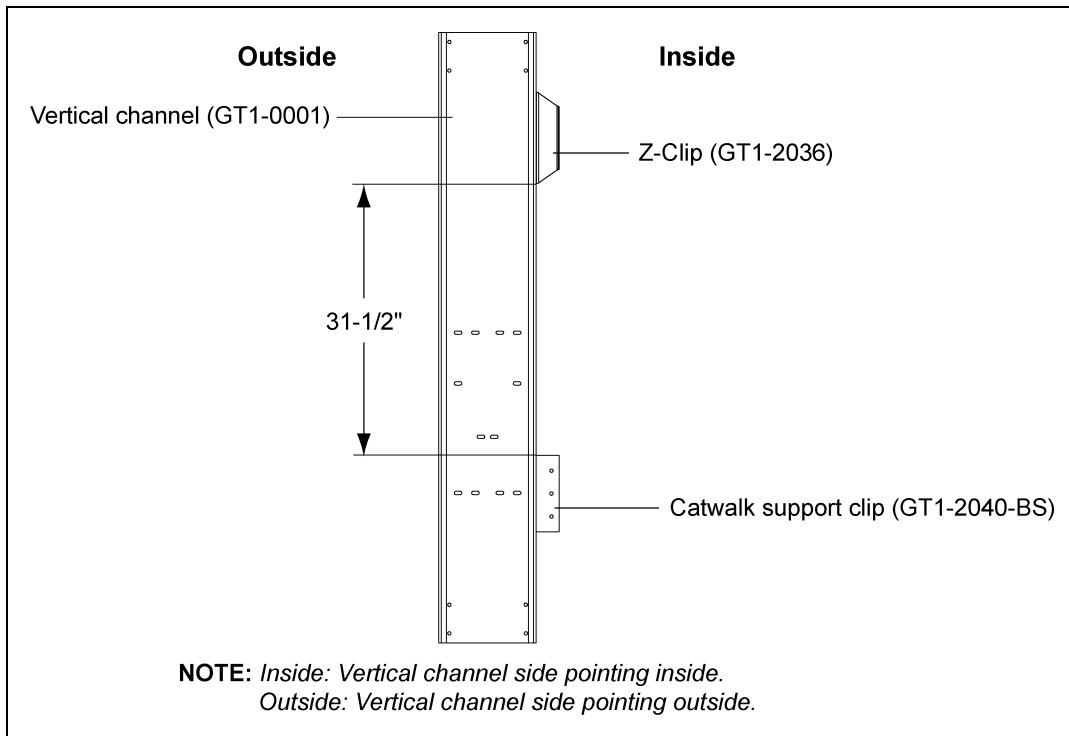 Outside
Inside
Vertical channel (GT1-0001)
Z-Clip (GT1-2036)
31-1/2"
Catwalk support clip (GT1-2040-BS)
NOTE: Inside: Vertical channel side pointing inside.
Outside: Vertical channel side pointing outside.